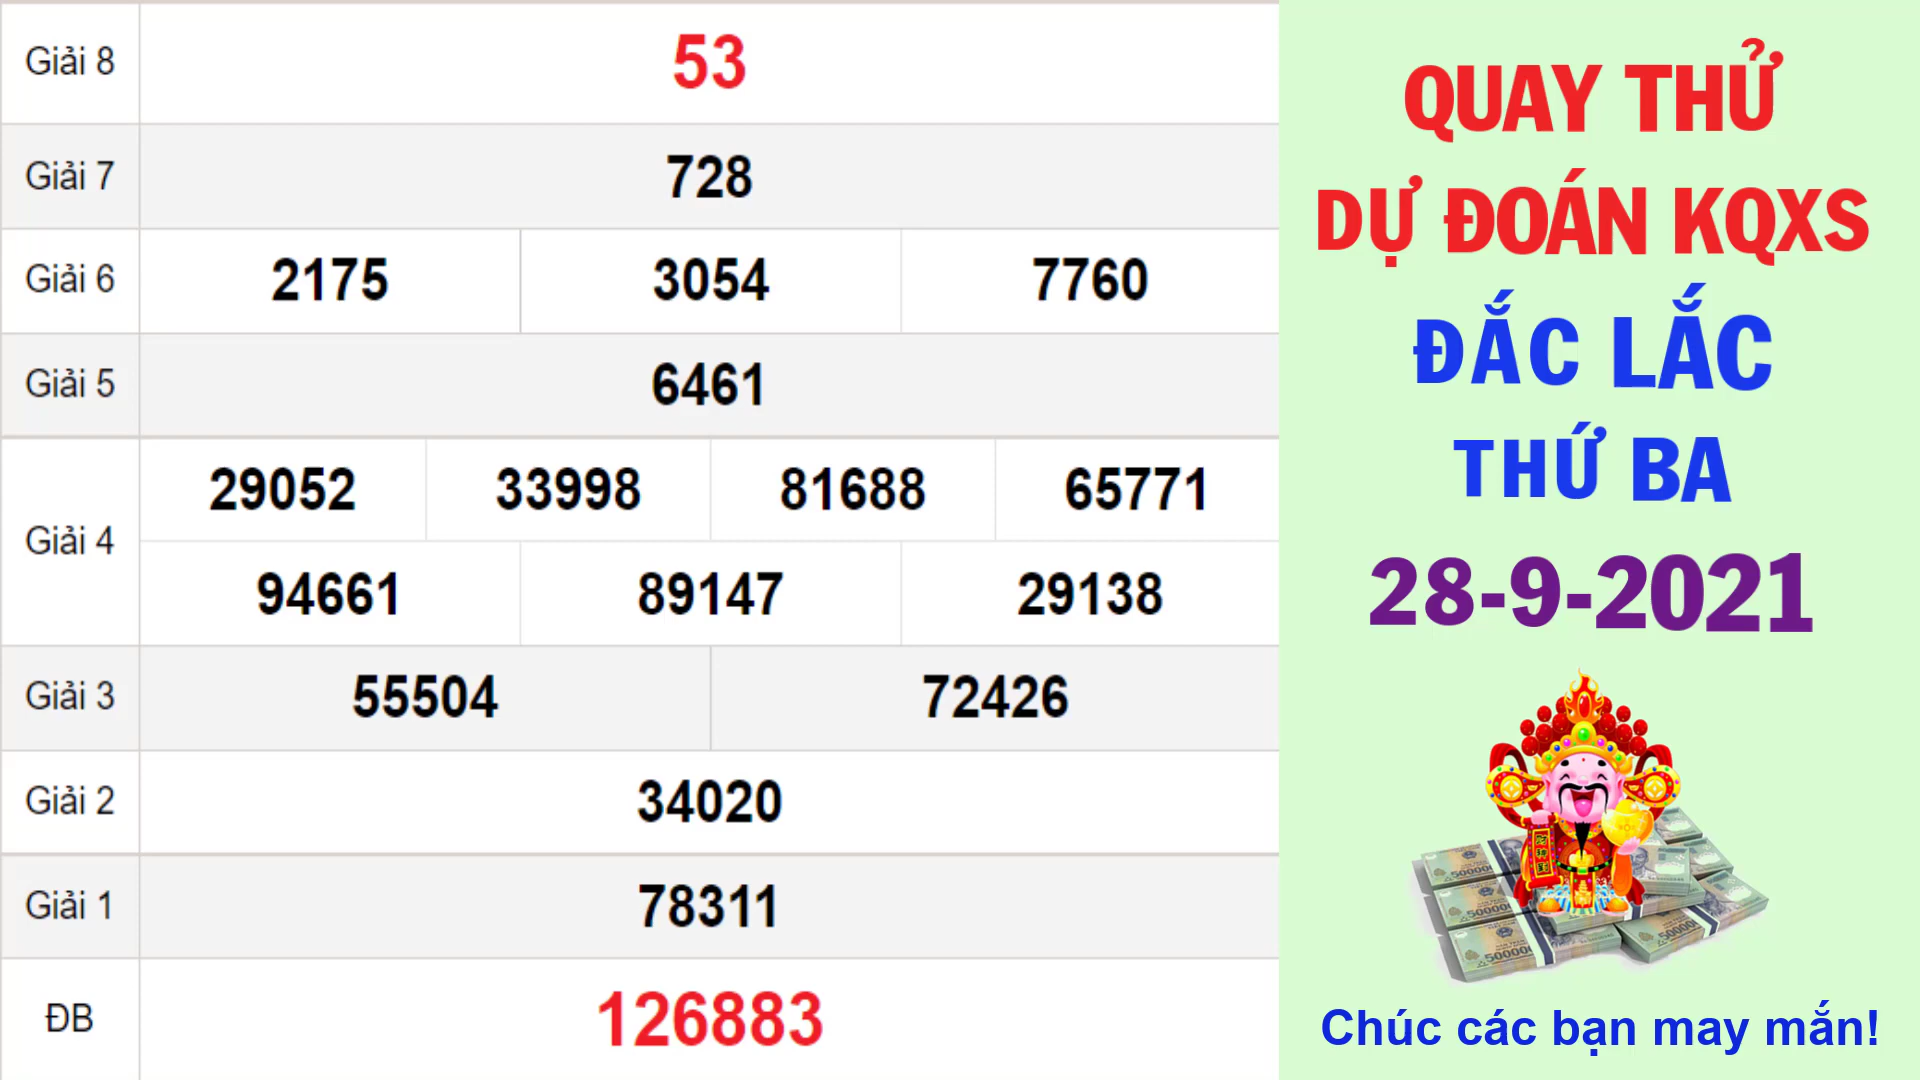 Giải 8
53
Giải 7
728
Giải 6
2175 3054 7760
Giải 5
6461
Giải 4
29052 33998 81688 65771
94661 89147 29138
Giải 3
55504 72426
Giải 2
34020
Giải 1
78311
ĐB
126883
QUAY THỬ
DỰ ĐOÁN KQXS
ĐẮC LẮC
THỨ BA
28-9-2021
Chúc các bạn may mắn!